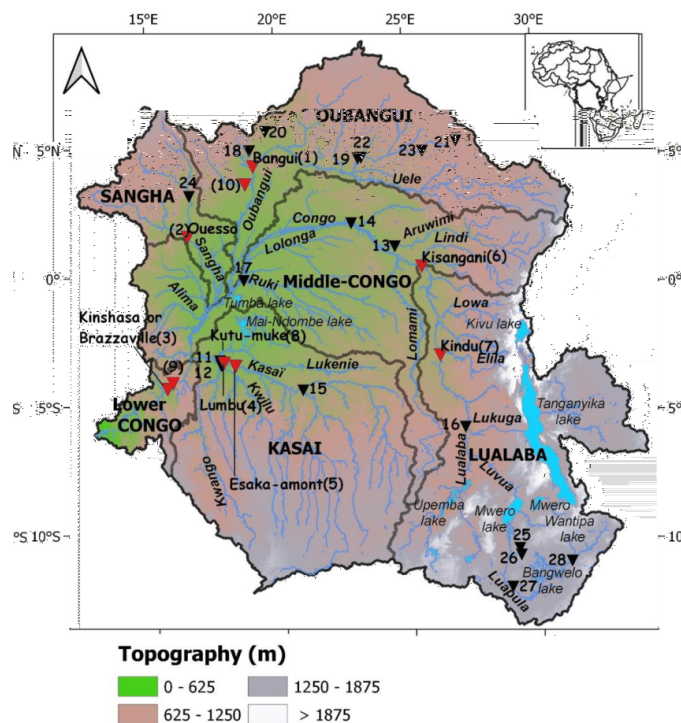 15°E 20°E 25°E 30°E
OUBANGUI
20
22
21
5°N
18
Bangui(1)
19
23
5°N
(10)
Oubangui
Uele
24
SANGHA
Congo
14
Aruwimi
(2)Ouesso
Lolonga
13
Lindi
Sangha
Kisangani(6)
0°
17
Ruki
Middle-CONGO
0°
Alima
Tumba lake
Lomami
Lowa
Kinshasa or
Mai-Ndombe lake
Kivu lake
Brazzaville(3)
Kutu-muke(8)
Kindu(7)
Elila
(9)
11
12
Kasai
Lukenie
Kwilu
15
Tanganyika
lake
Lower
CONGO
Lumbu(4)
16
Lukuga
5°S
KASAI
Lualaba
LUALABA
Esaka-amont(5)
Luvua
Kwango
Upemba
lake
Mwero
lake
Mwero
Wantipa
lake
10°S
25
26
28
Bangwelo
lake
27
Luapula
Topography (m)
0 - 625 1250 - 1875
625 - 1250 > 1875